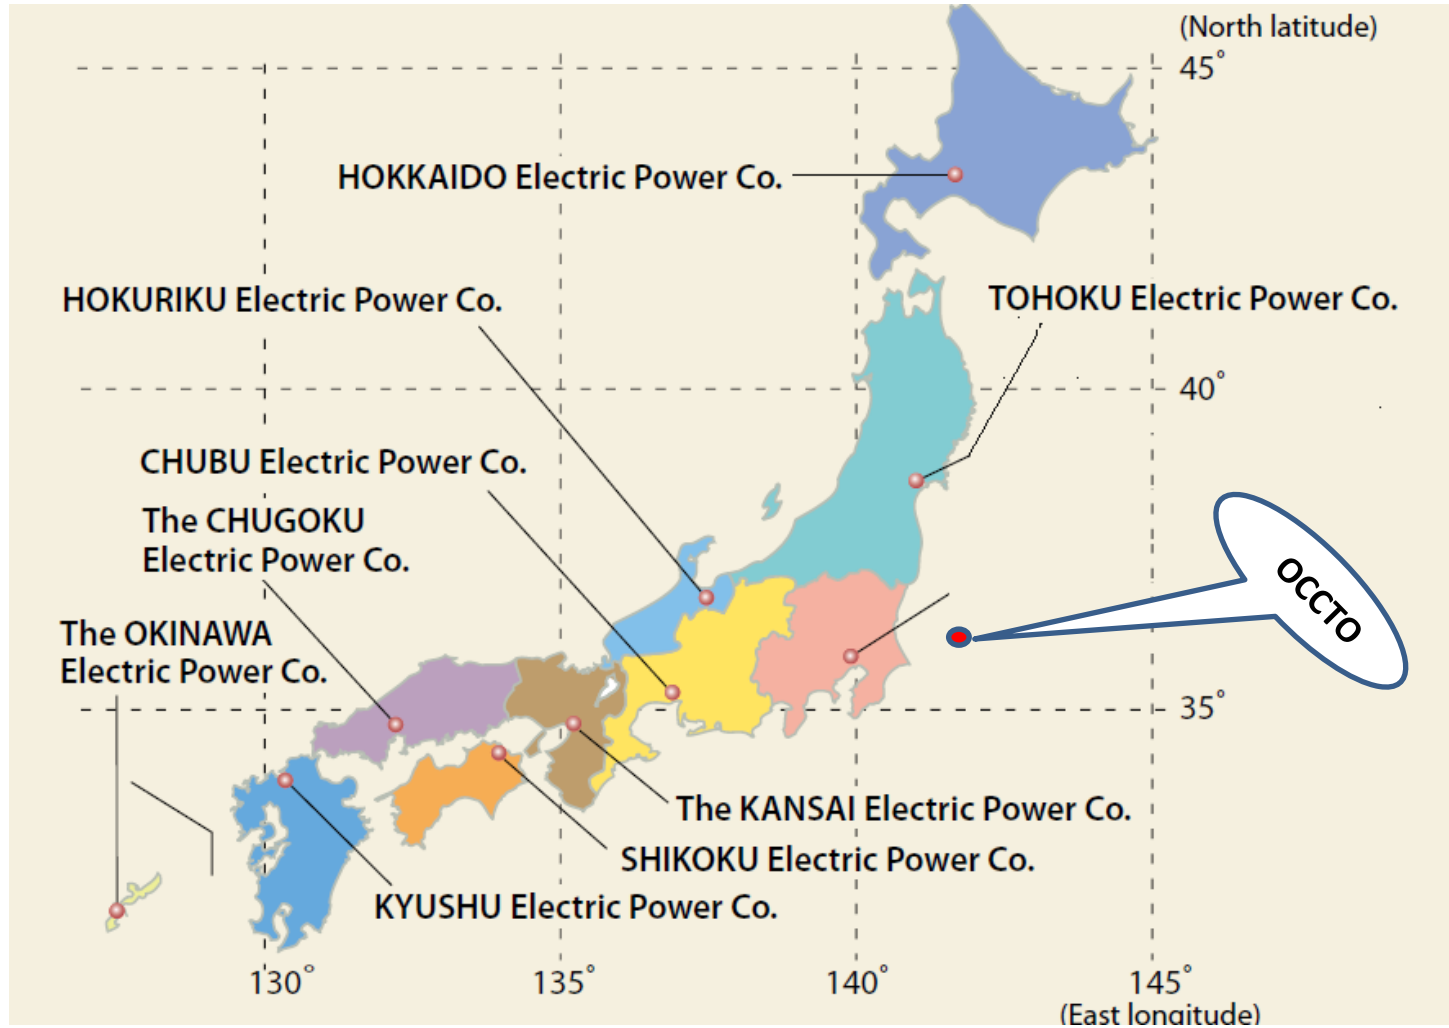 (North latitude)
45°
HOKKAIDO Electric Power Co.
HOKURIKU Electric Power Co.
TOHOKU Electric Power Co.
40°
CHUBU Electric Power Co.
The CHUGOKU
Electric Power Co.
OCCTO
The OKINAWA
Electric Power Co.
35°
The KANSAI Electric Power Co.
SHIKOKU Electric Power Co.
KYUSHU Electric Power Co.
130° 135° 140° 145°
(East longitude)